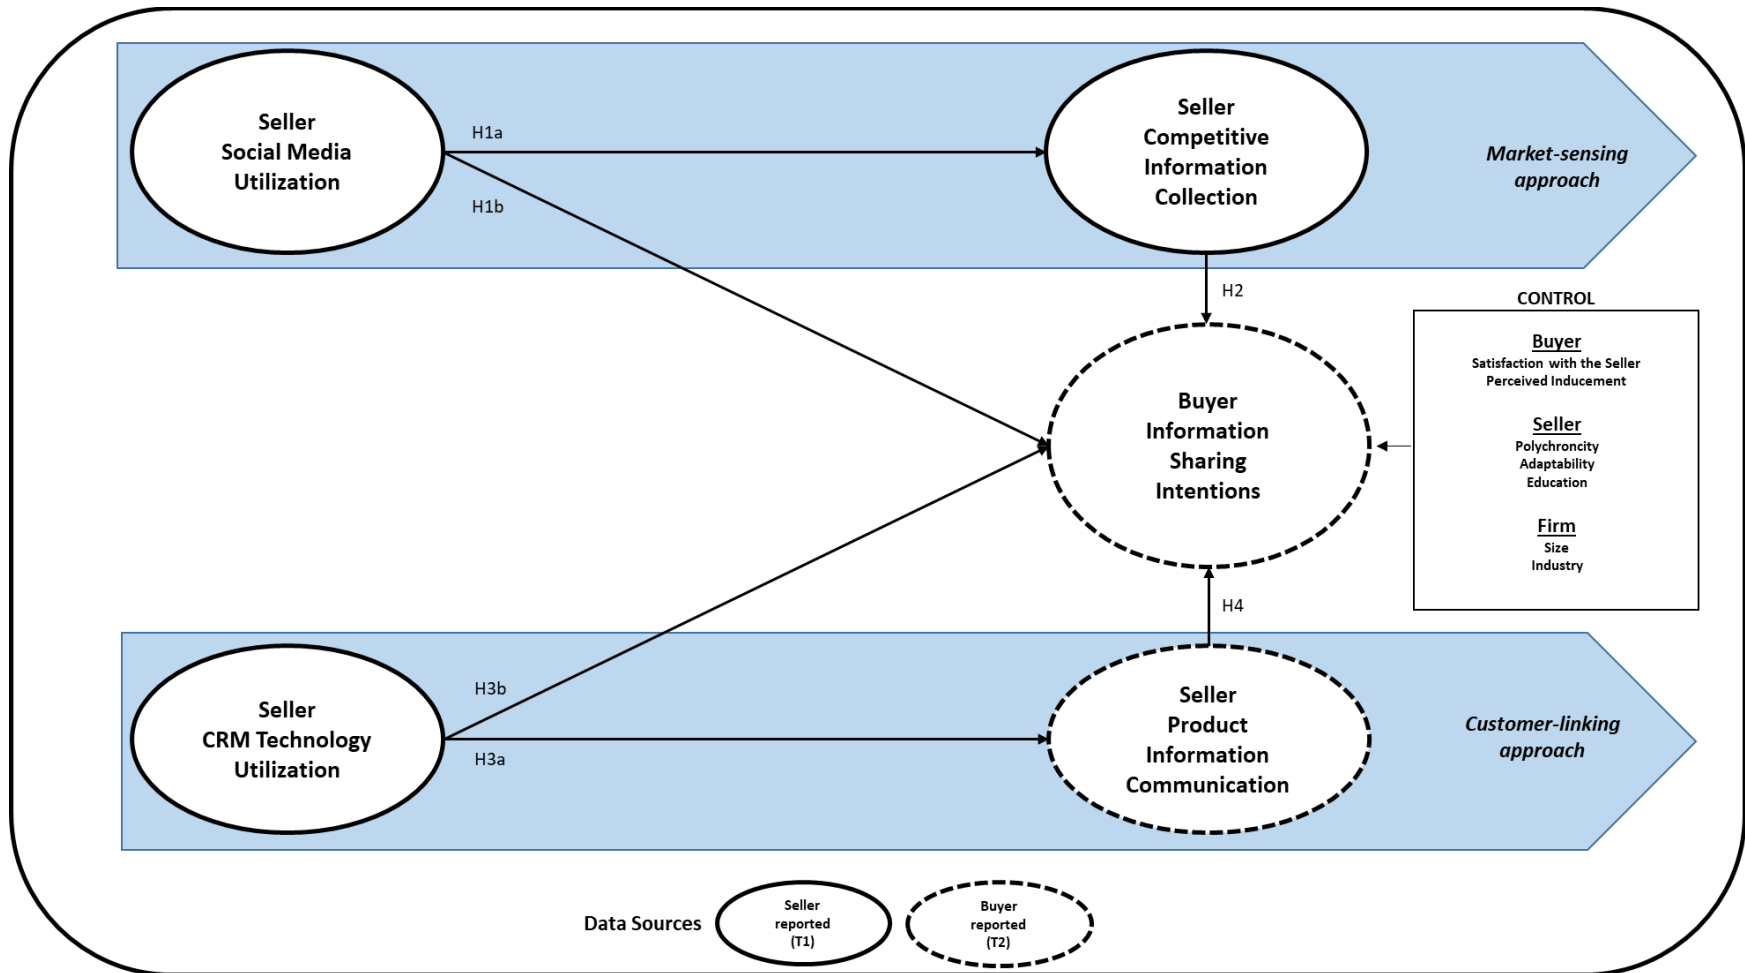 Seller
Social Media
Utilization
H1a
H1b
Seller
Competitive
Information
Collection
Market-sensing
approach
H2
CONTROL
Buyer
Satisfaction with the Seller
Perceived Inducement
Seller
Polychroncity
Adaptability
Education
Firm
Size
Industry
Buyer
Information
Sharing
Intentions
H4
H3b
H3a
Seller
CRM Technology
Utilization
Seller
Product
Information
Communication
Customer-linking
approach
Data Sources
Seller
reported
(T1)
Buyer
reported
(T2)